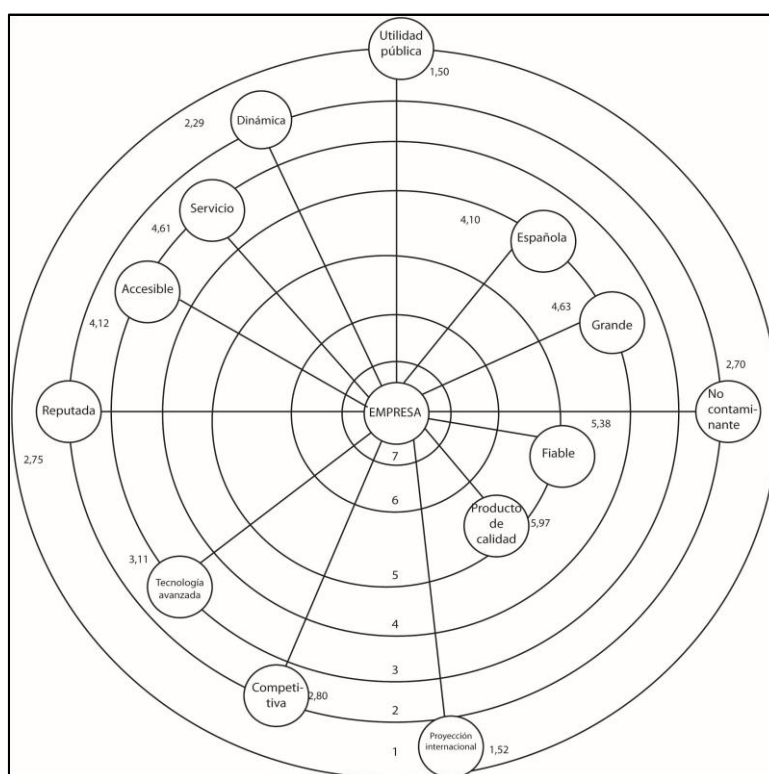 Utilidad
pública
1,50
2,29
Dinámica
Servicio
4,61
4,10
Española
Accesible
4,12
4,63
Grande
2,70
Reputada
2,75
EMPRESA
No
contami-
nante
5,38
Fiable
7
6
Producto
de
calidad
5,97
3,11
Tecnología
avanzada
5
4
3
Competi-
tiva
2,80
2
1
Proyección
internacional
1,52